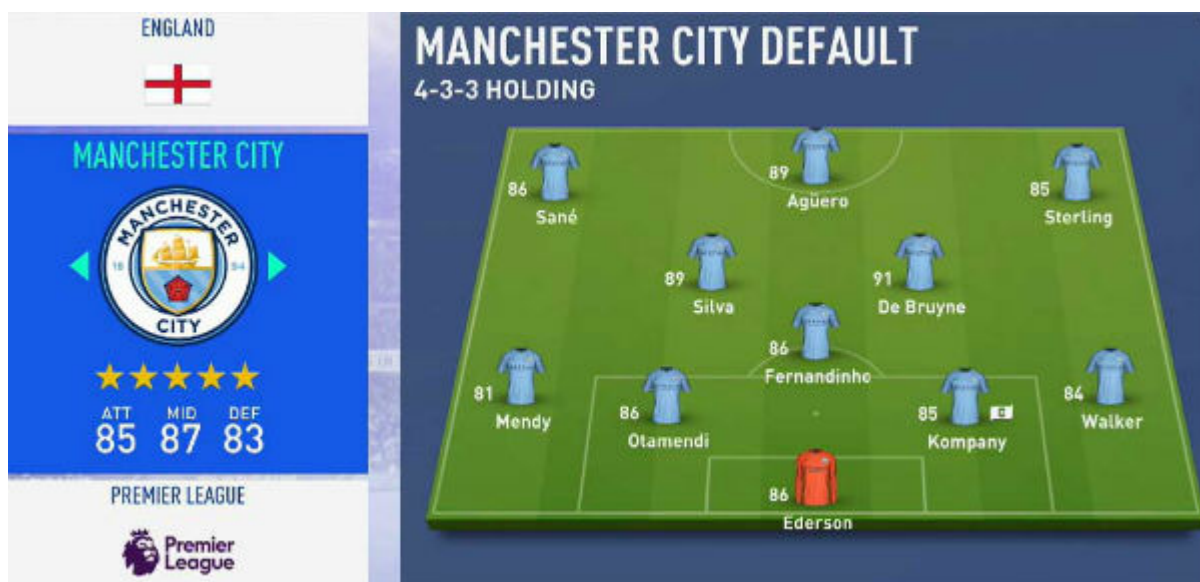 ENGLAND
MANCHESTER CITY
MANCHESTER
18 94
CITY
ATT MID DEF
85 87 83
PREMIER LEAGUE
Premier
League
MANCHESTER CITY DEFAULT
4-3-3 HOLDING
86
Sané
89
Agüero
85
Sterling
89
Silva
91
De Bruyne
86
Fernandinho
81
Mendy
86
Otamendi
85 C
Kompany
84
Walker
86
Ederson